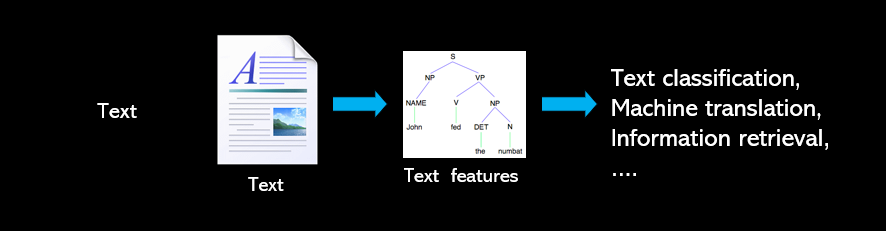 Text
A
Text
S
NP VP
NAME V NP
John fed DET N
the numbat
Text features
Text classification,
Machine translation,
Information retrieval,
....